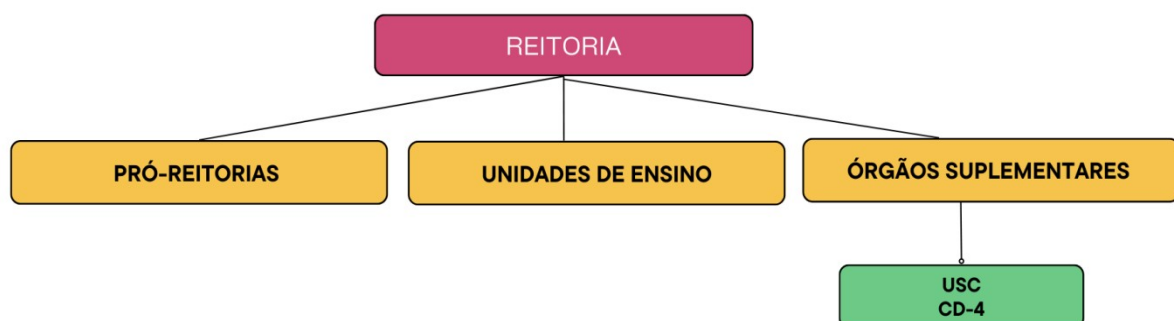 REITORIA
PRÓ-REITORIAS
UNIDADES DE ENSINO
ÓRGÃOS SUPLEMENTARES
USC
CD-4